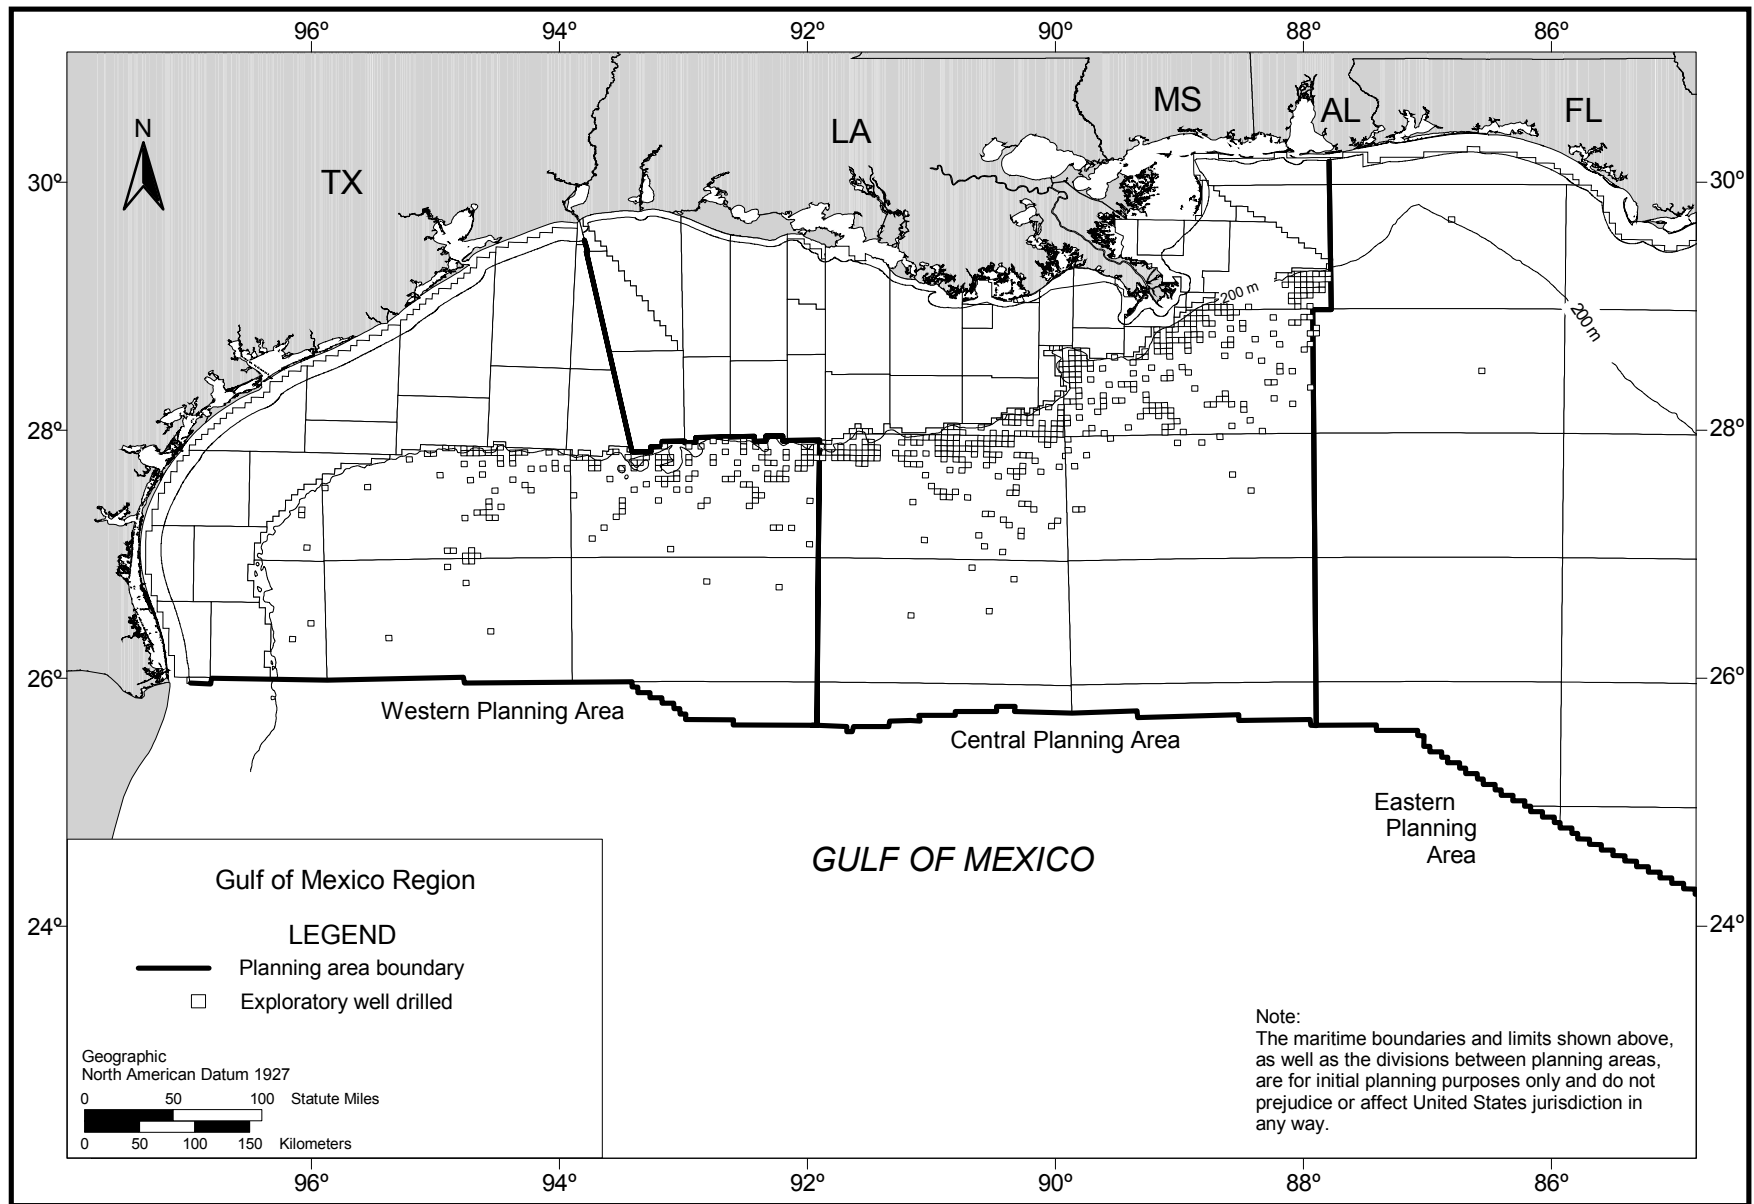 96º 94º 92º 90º 88º 86º
MS
AL
FL
LA
N
TX
30º 30º
200 m
200 m
28º 28º
26º 26º
Western Planning Area
Central Planning Area
Eastern
Planning
Area
GULF OF MEXICO
24º 24º
Gulf of Mexico Region
LEGEND
Planning area boundary
Exploratory well drilled
Geographic
North American Datum 1927
0 50 100 Statute Miles
0 50 100 150 Kilometers
Note:
The maritime boundaries and limits shown above,
as well as the divisions between planning areas,
are for initial planning purposes only and do not
prejudice or affect United States jurisdiction in
any way.
96º 94º 92º 90º 88º 86º